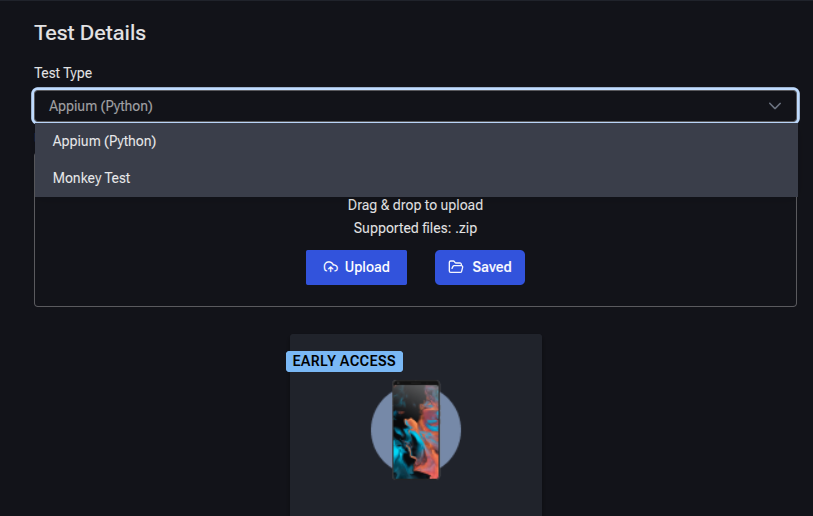 Test Details
Test Type
Appium (Python)
Appium (Python)
Monkey Test
Drag & drop to upload
Supported files: .zip
Upload
Saved
EARLY ACCESS